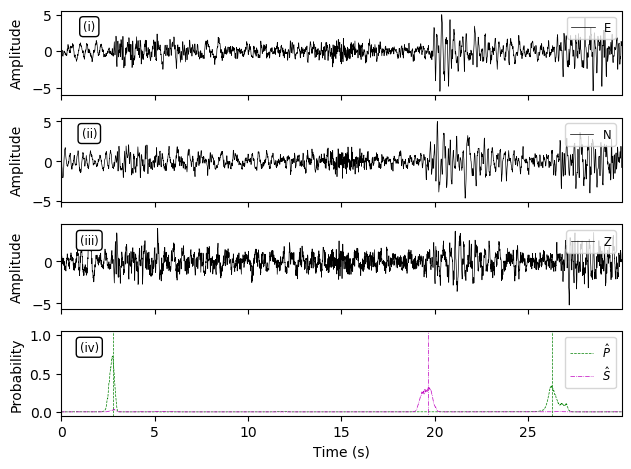 (i)
E
Amplitude
5
0
−5
(ii)
N
Amplitude
5
0
−5
(iii)
Z
Amplitude
0
−5
(iv)
P̂
Ŝ
Probability
1.0
0.5
0.0
0 5 10 15 20 25
Time (s)